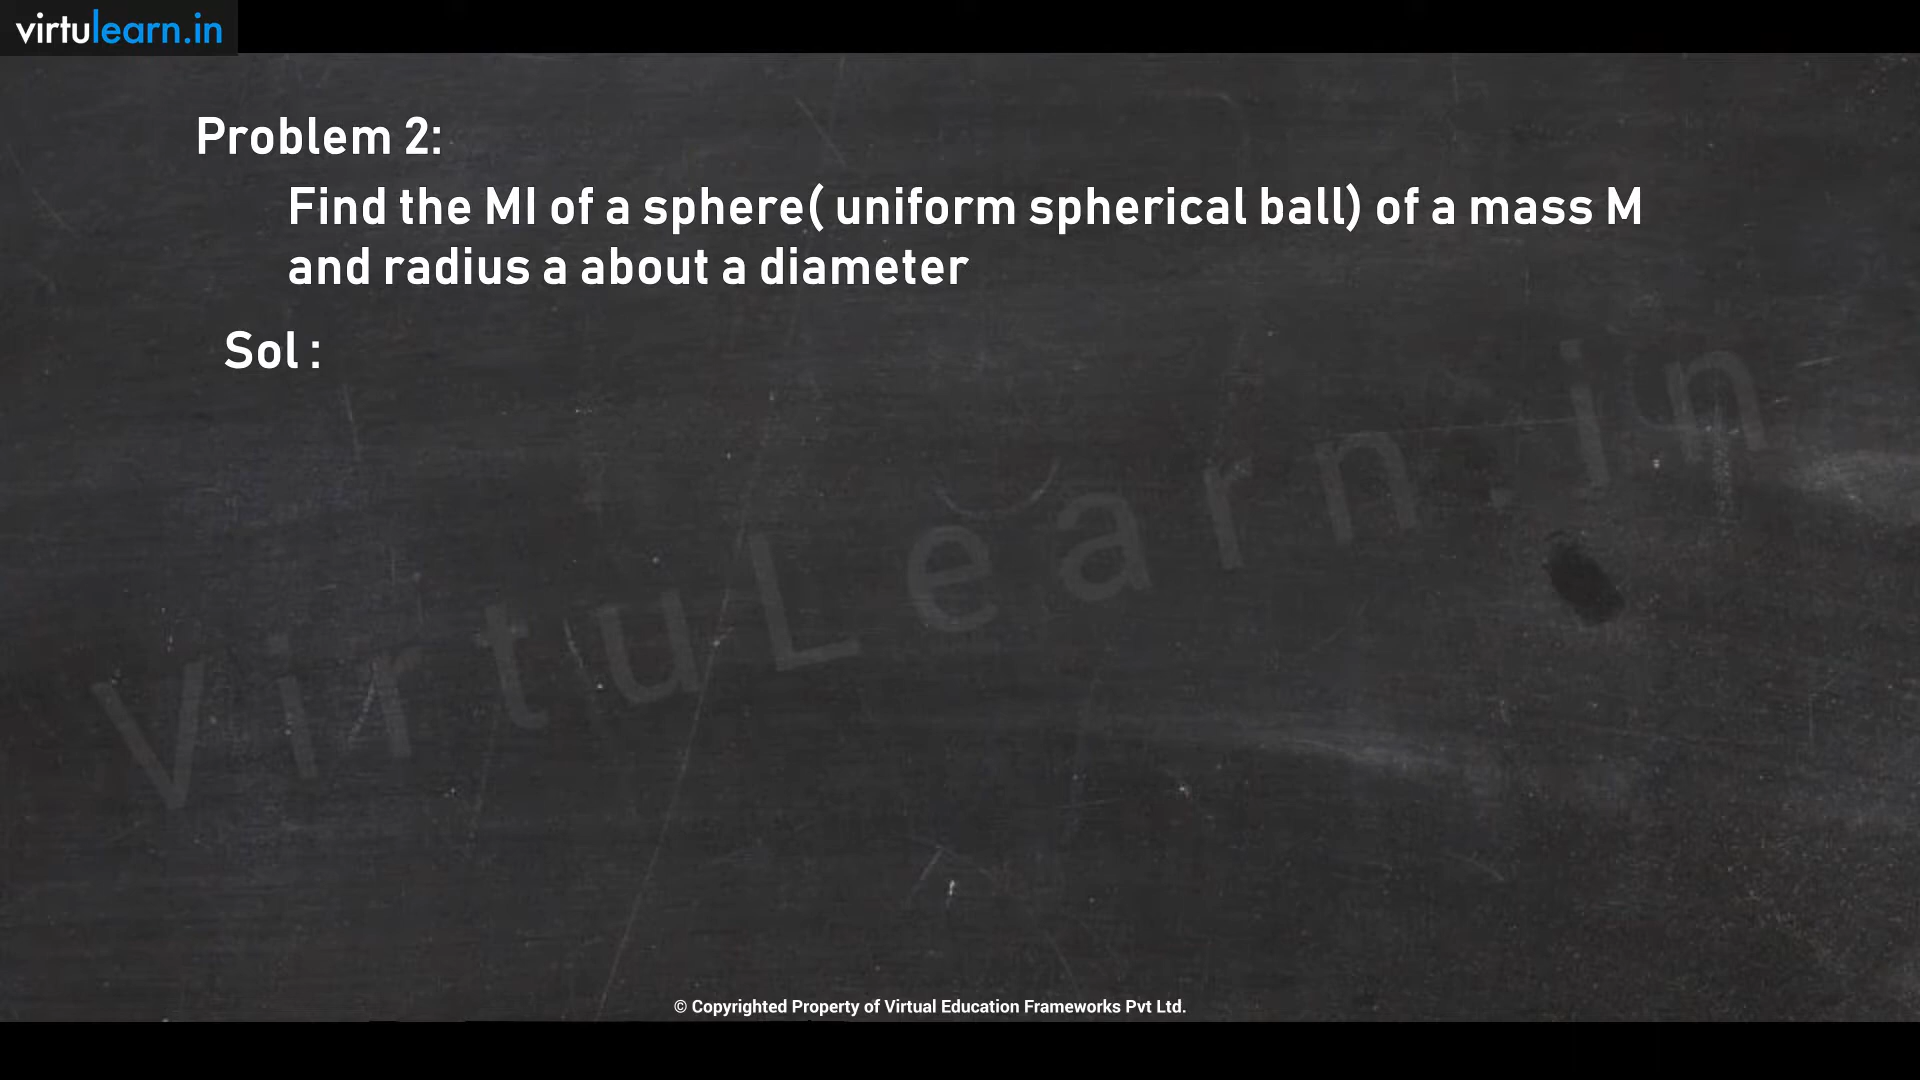 virtulearn.in
Problem 2:
Find the MI of a sphere( uniform spherical ball) of a mass M
and radius a about a diameter
Sol :
VirtuLearn.in
© Copyrighted Property of Virtual Education Frameworks Pvt Ltd.